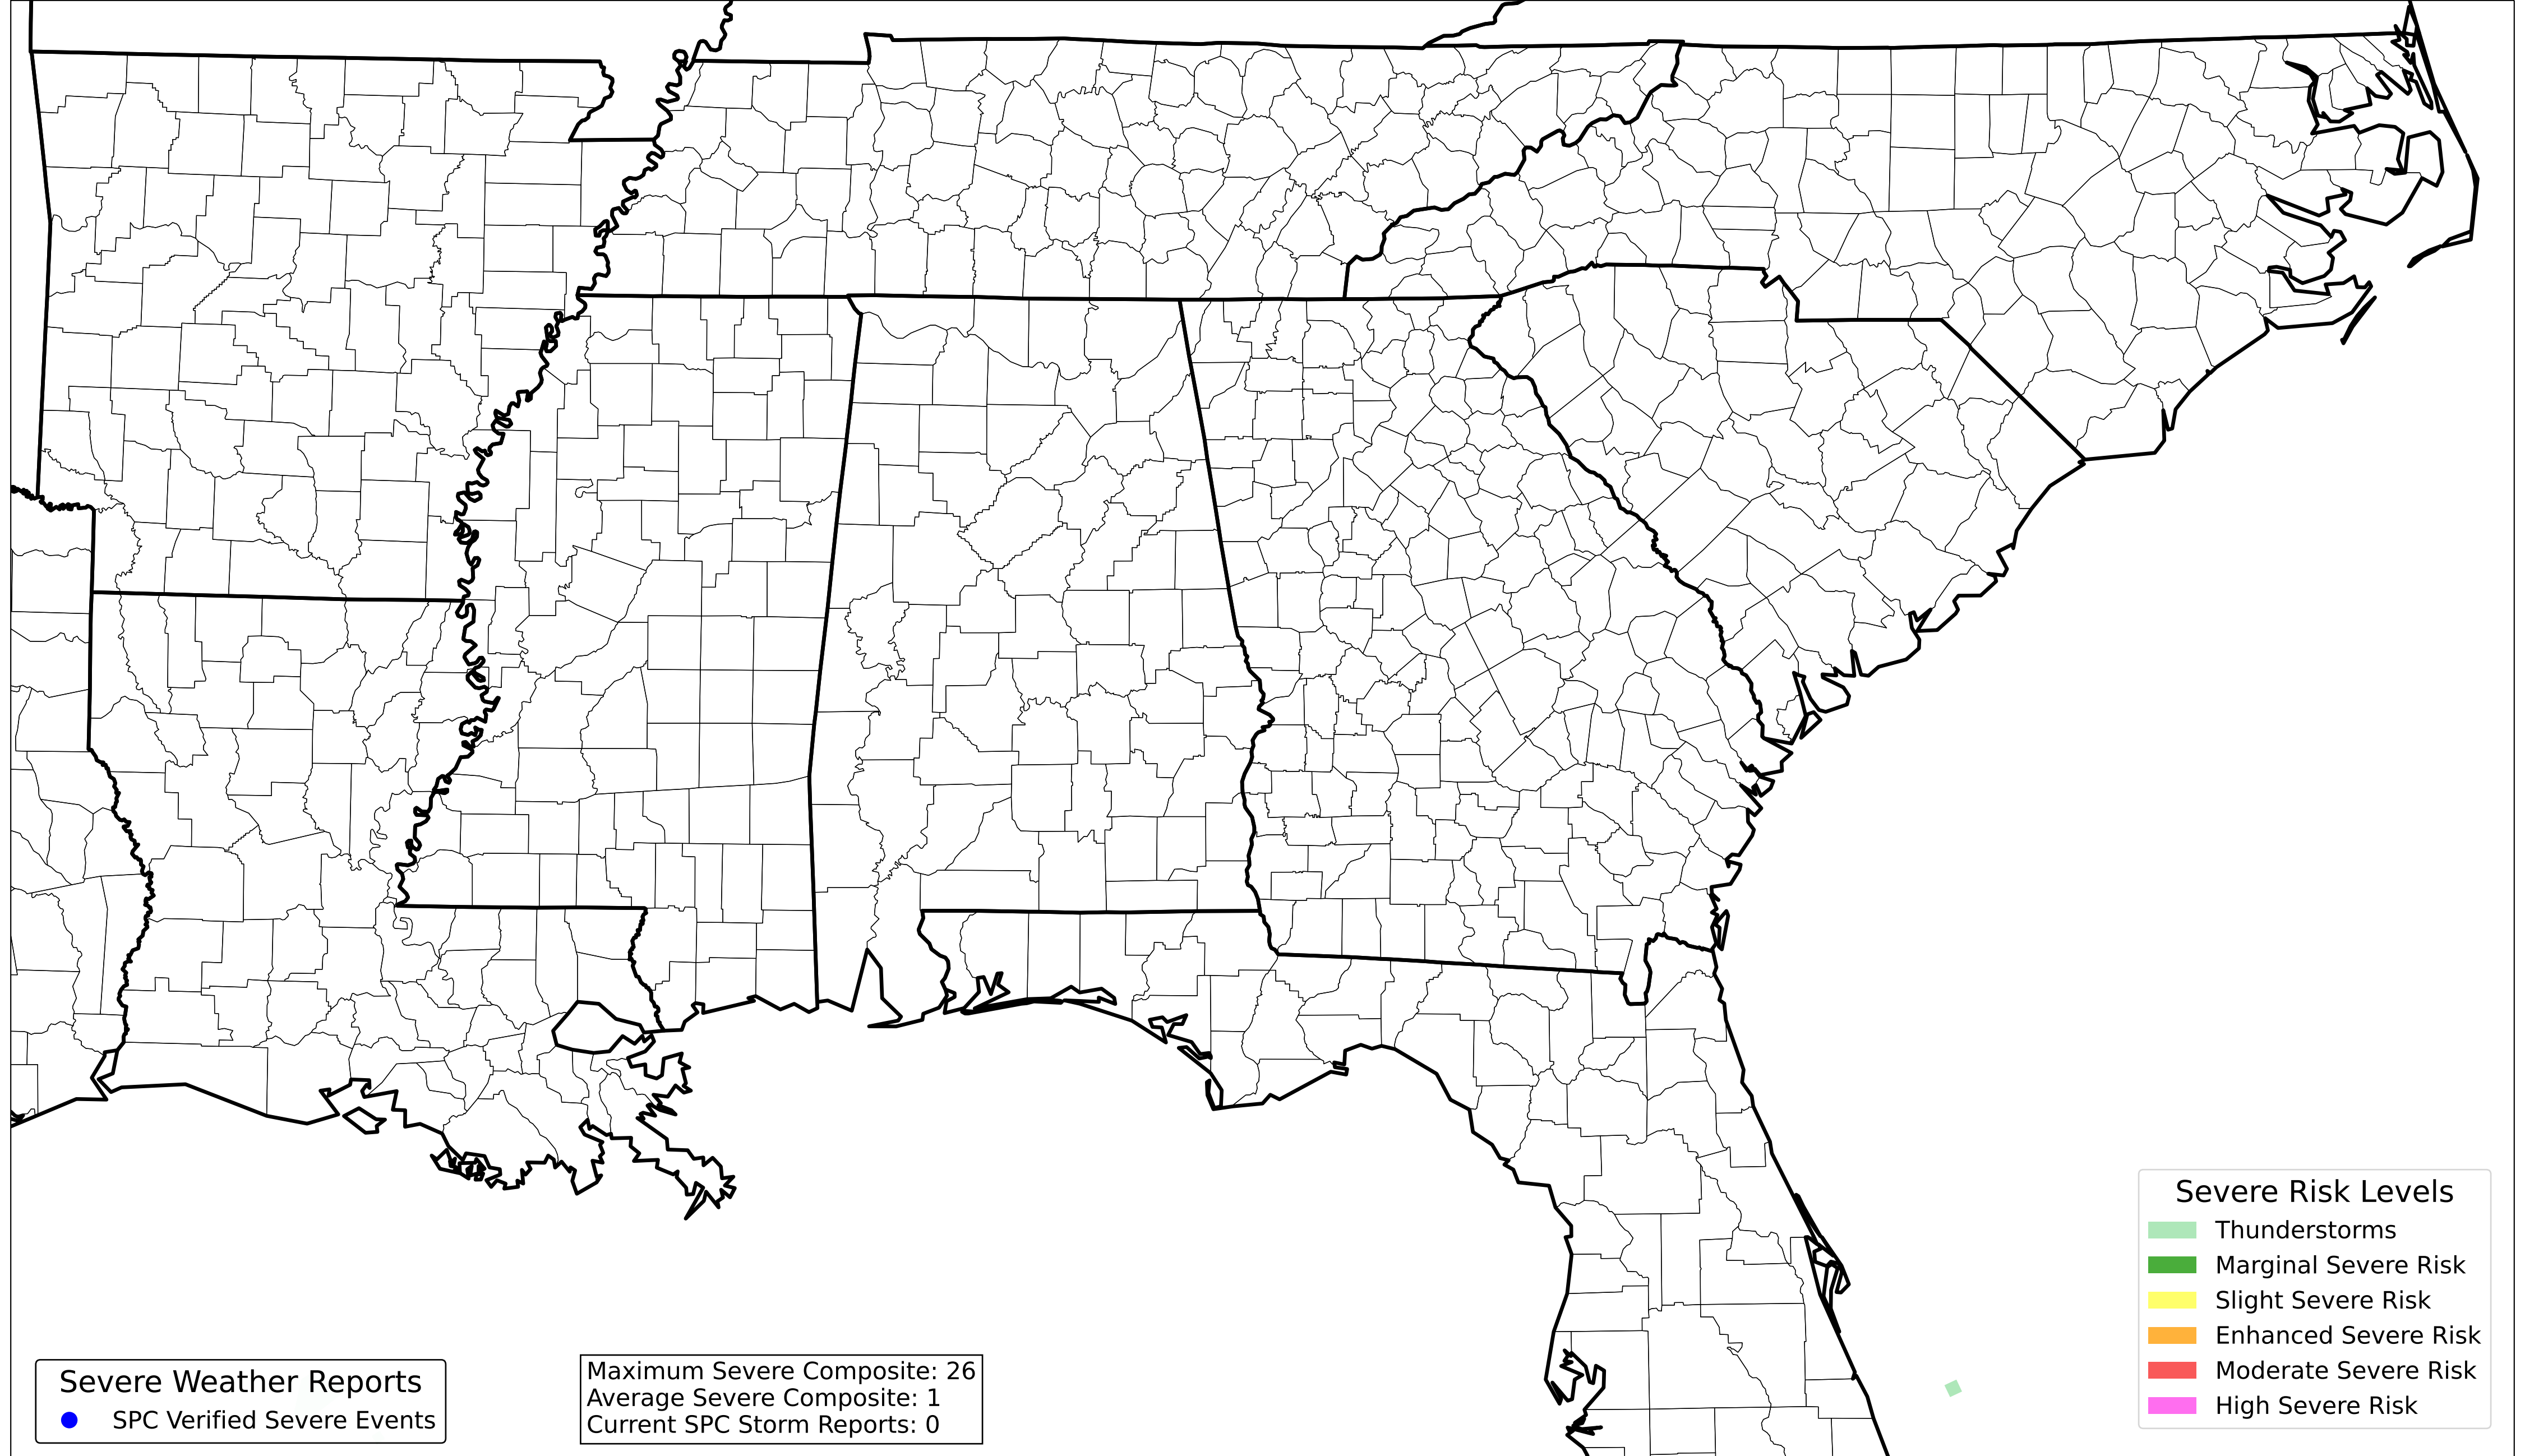 Severe Weather Reports
SPC Verified Severe Events
Maximum Severe Composite: 26
Average Severe Composite: 1
Current SPC Storm Reports: 0
Severe Risk Levels
Thunderstorms
Marginal Severe Risk
Slight Severe Risk
Enhanced Severe Risk
Moderate Severe Risk
High Severe Risk